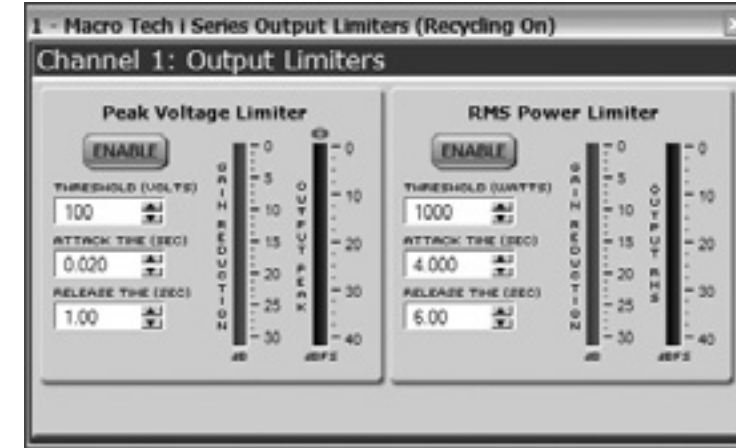 1 - Macro Tech i Series Output Limiters (Recycling On)
Channel 1: Output Limiters
Peak Voltage Limiter
ENABLE
THRESHOLD (VOLTS)
100
ATTACK TIME (SEC)
0.020
RELEASE TIME (SEC)
1.00
GAIN REDUCTION
0
5
10
15
20
25
30
dB
OUTPUT PEAK
0
10
20
30
40
dBFS
RMS Power Limiter
ENABLE
THRESHOLD (WATTS)
1000
ATTACK TIME (SEC)
4.000
RELEASE TIME (SEC)
6.00
GAIN REDUCTION
0
5
10
15
20
25
30
dB
OUTPUT RMS
0
10
20
30
40
dBFS